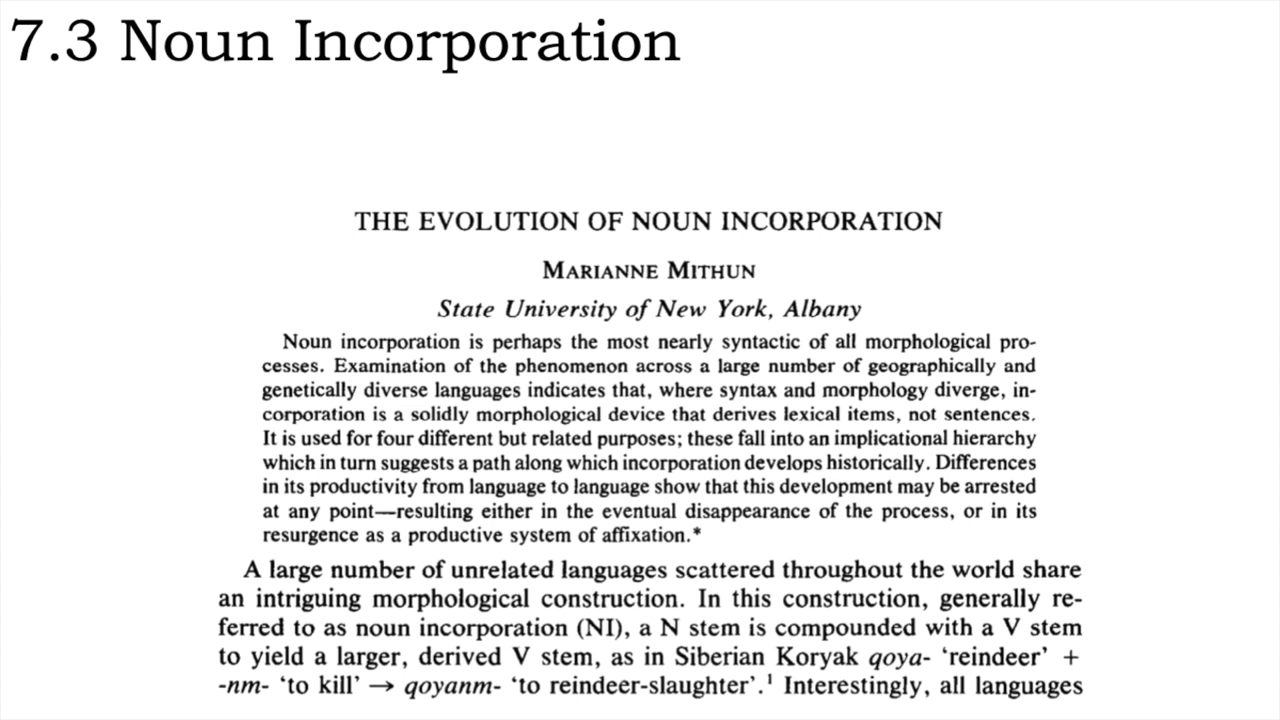 7.3 Noun Incorporation
THE EVOLUTION OF NOUN INCORPORATION
MARIANNE MITHUN
State University of New York, Albany
Noun incorporation is perhaps the most nearly syntactic of all morphological pro-
cesses. Examination of the phenomenon across a large number of geographically and
genetically diverse languages indicates that, where syntax and morphology diverge, in-
corporation is a solidly morphological device that derives lexical items, not sentences.
It is used for four different but related purposes; these fall into an implicational hierarchy
which in turn suggests a path along which incorporation develops historically. Differences
in its productivity from language to language show that this development may be arrested
at any point—resulting either in the eventual disappearance of the process, or in its
resurgence as a productive system of affixation.*
A large number of unrelated languages scattered throughout the world share
an intriguing morphological construction. In this construction, generally re-
ferred to as noun incorporation (NI), a N stem is compounded with a V stem
to yield a larger, derived V stem, as in Siberian Koryak qoya- ‘reindeer’ +
-nm- ‘to kill’ → qoyanm- ‘to reindeer-slaughter’.¹ Interestingly, all languages